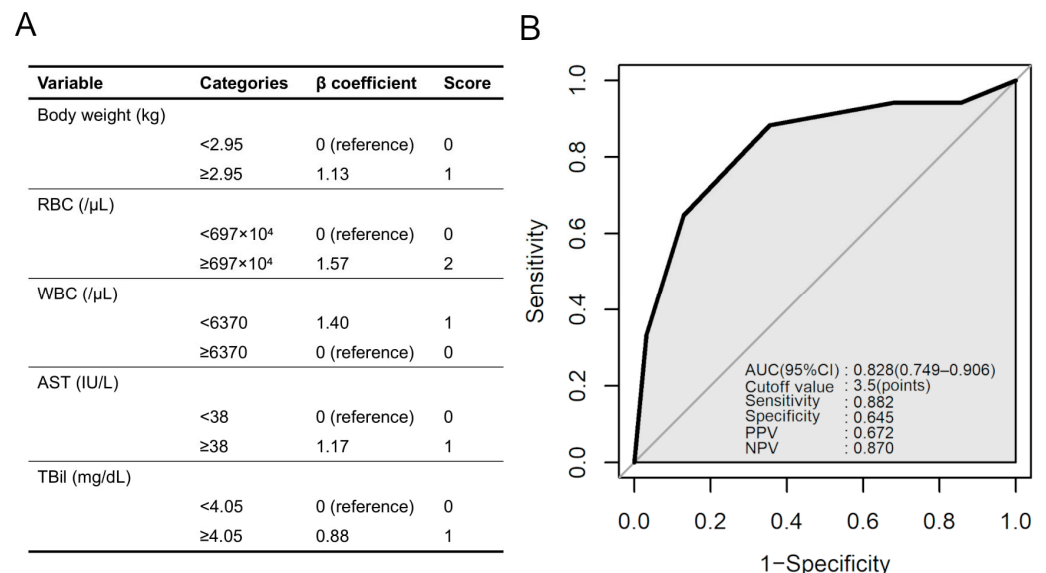 A
Variable Categories β coefficient Score
Body weight (kg)
<2.95 0 (reference) 0
≥2.95 1.13 1
RBC (/μL)
<697×10⁴ 0 (reference) 0
≥697×10⁴ 1.57 2
WBC (/μL)
<6370 1.40 1
≥6370 0 (reference) 0
AST (IU/L)
<38 0 (reference) 0
≥38 1.17 1
TBil (mg/dL)
<4.05 0 (reference) 0
≥4.05 0.88 1
B
Sensitivity
1.0
0.8
0.6
0.4
0.2
0.0
AUC(95%CI) : 0.828(0.749–0.906)
Cutoff value : 3.5(points)
Sensitivity : 0.882
Specificity : 0.645
PPV : 0.672
NPV : 0.870
0.0 0.2 0.4 0.6 0.8 1.0
1−Specificity